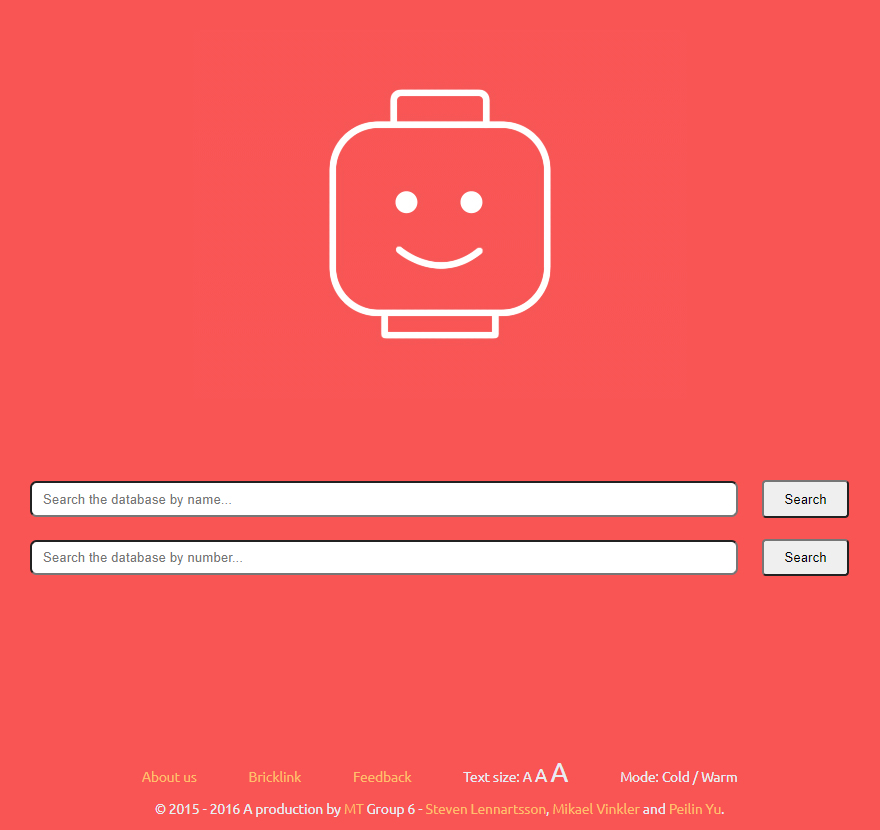 Search the database by name... Search
Search the database by number... Search
About us Bricklink Feedback Text size: A A A Mode: Cold / Warm
© 2015 - 2016 A production by MT Group 6 - Steven Lennartsson, Mikael Vinkler and Peilin Yu.